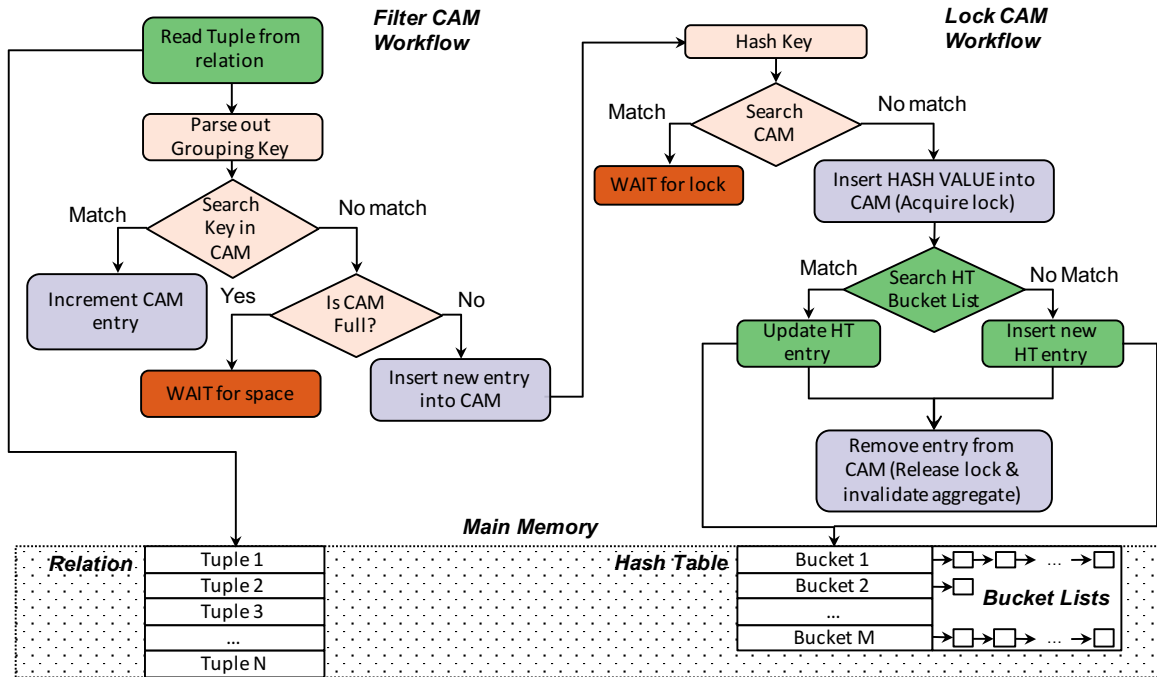 Filter CAM
Workflow
Read Tuple from
relation
Parse out
Grouping Key
Match
Search
Key in
CAM
No match
Increment CAM
entry
Yes
Is CAM
Full?
No
WAIT for space
Insert new entry
into CAM
Lock CAM
Workflow
Hash Key
Match
Search
CAM
No match
WAIT for lock
Insert HASH VALUE into
CAM (Acquire lock)
Match
Search HT
Bucket List
No Match
Update HT
entry
Insert new
HT entry
Remove entry from
CAM (Release lock &
invalidate aggregate)
Main Memory
Relation
Tuple 1
Tuple 2
Tuple 3
...
Tuple N
Hash Table
Bucket 1
Bucket 2
...
Bucket M
...
Bucket Lists
...